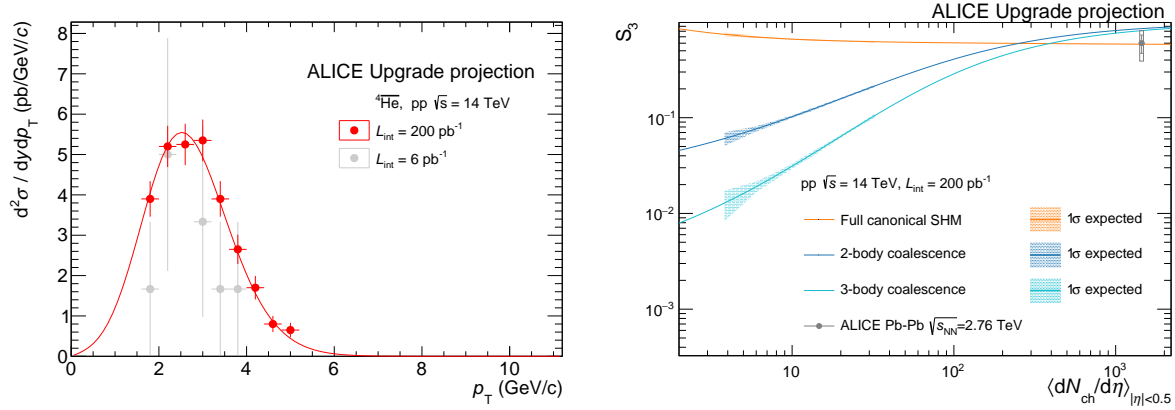 ALICE Upgrade projection
⁴H̅e̅, pp √s = 14 TeV
L_int = 200 pb⁻¹
L_int = 6 pb⁻¹
d²σ / dydp_T (pb/GeV/c)
8
7
6
5
4
3
2
1
0
0 2 4 6 8 10
p_T (GeV/c)
ALICE Upgrade projection
S₃
10⁻¹
10⁻²
10⁻³
pp √s = 14 TeV, L_int = 200 pb⁻¹
Full canonical SHM 1σ expected
2-body coalescence 1σ expected
3-body coalescence 1σ expected
ALICE Pb-Pb √s_NN=2.76 TeV
10 10² 10³
⟨dN_ch/dη⟩_|η|<0.5